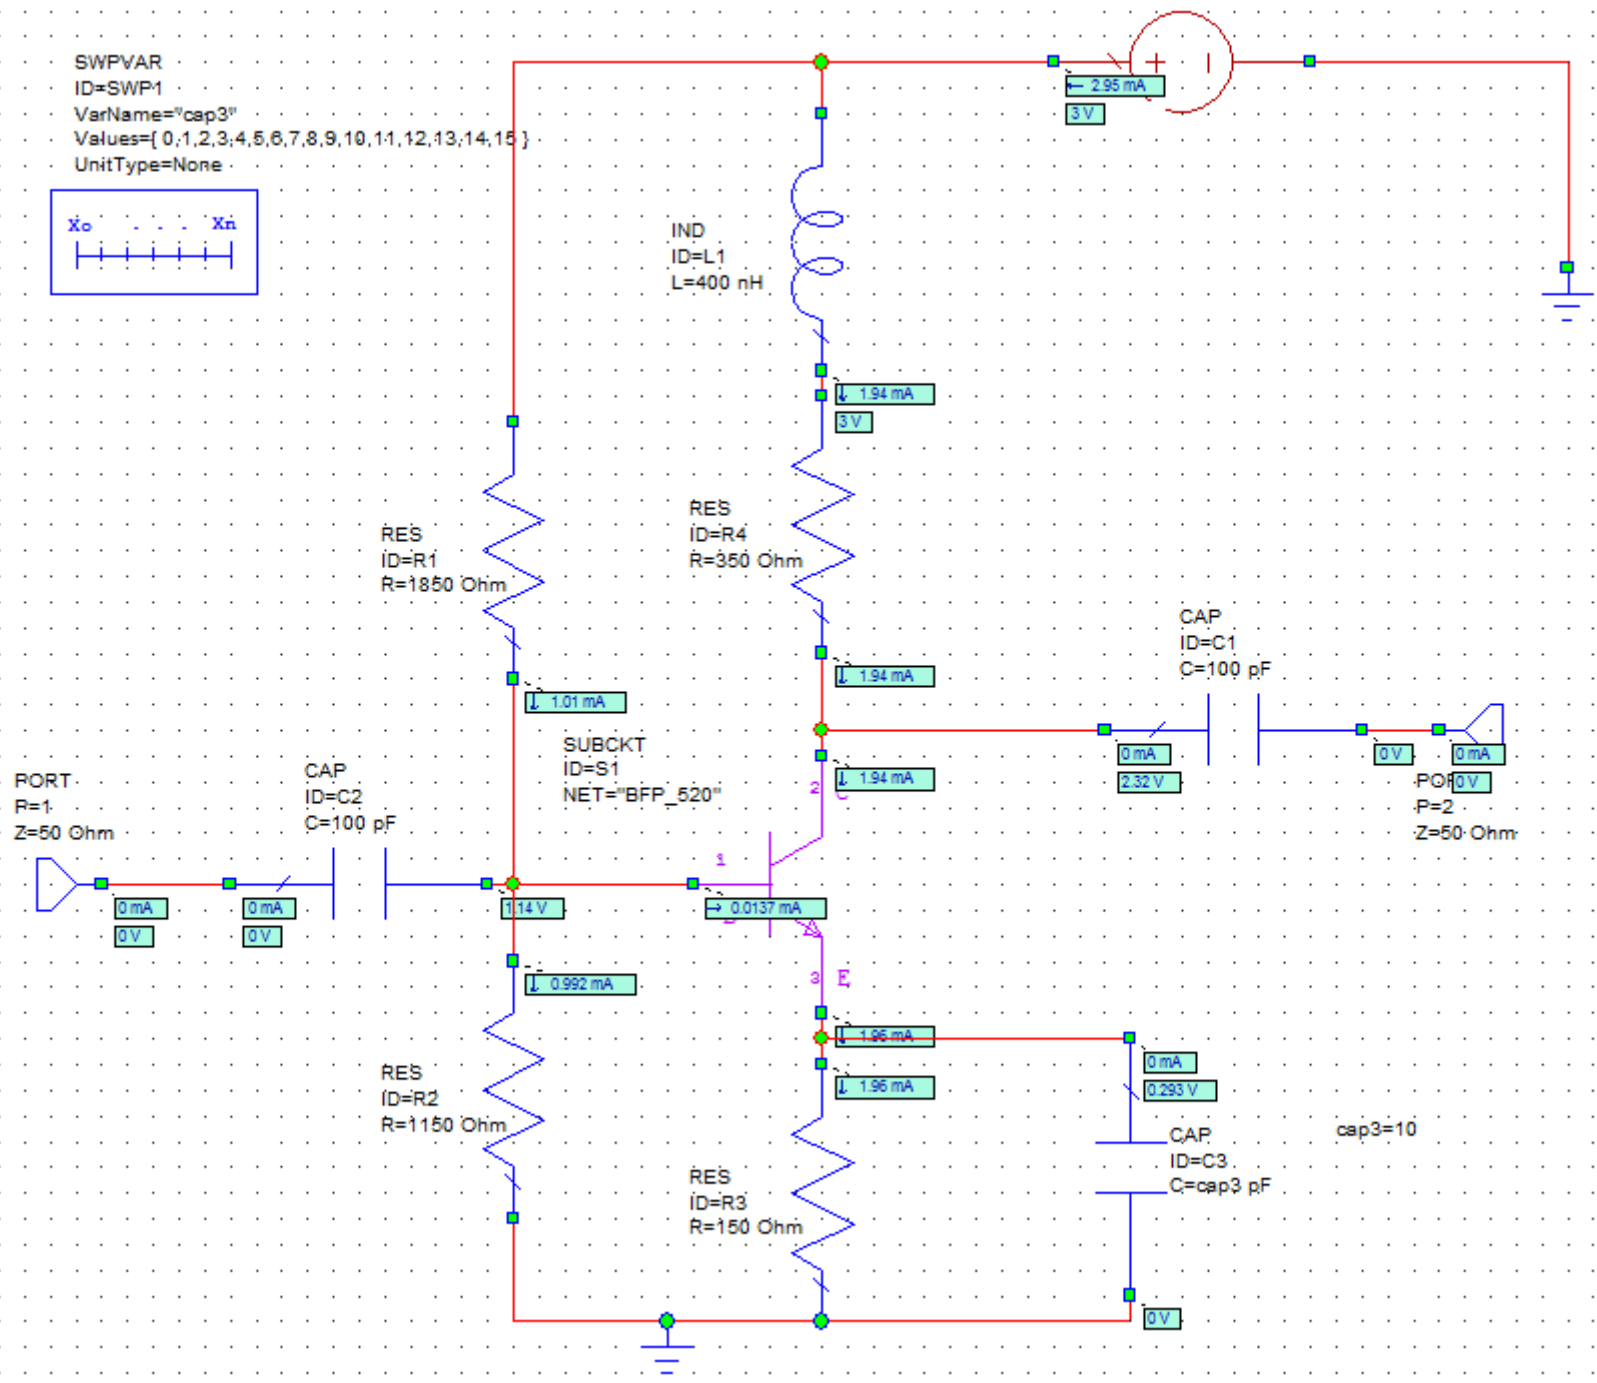 SWPVAR
ID=SWP1
VarName="cap3"
Values={ 0,1,2,3,4,5,6,7,8,9,10,11,12,13,14,15 }
UnitType=None
Xo . . . Xn
2.95 mA
3 V
IND
ID=L1
L=400 nH
1.94 mA
3 V
RES
ID=R1
R=1850 Ohm
RES
ID=R4
R=350 Ohm
1.01 mA
1.94 mA
CAP
ID=C1
C=100 pF
SUBCKT
ID=S1
NET="BFP_520"
1.94 mA
2
C
0 mA
2.32 V
0 V
0 mA
0 V
P=2
Z=50 Ohm
PORT
P=1
Z=50 Ohm
CAP
ID=C2
C=100 pF
0 mA
0 V
0 mA
0 V
1.14 V
1
0.0137 mA
3
E
0.992 mA
1.96 mA
1.96 mA
0 mA
0.293 V
RES
ID=R2
R=1150 Ohm
RES
ID=R3
R=150 Ohm
CAP
ID=C3
C=cap3 pF
cap3=10
0 V